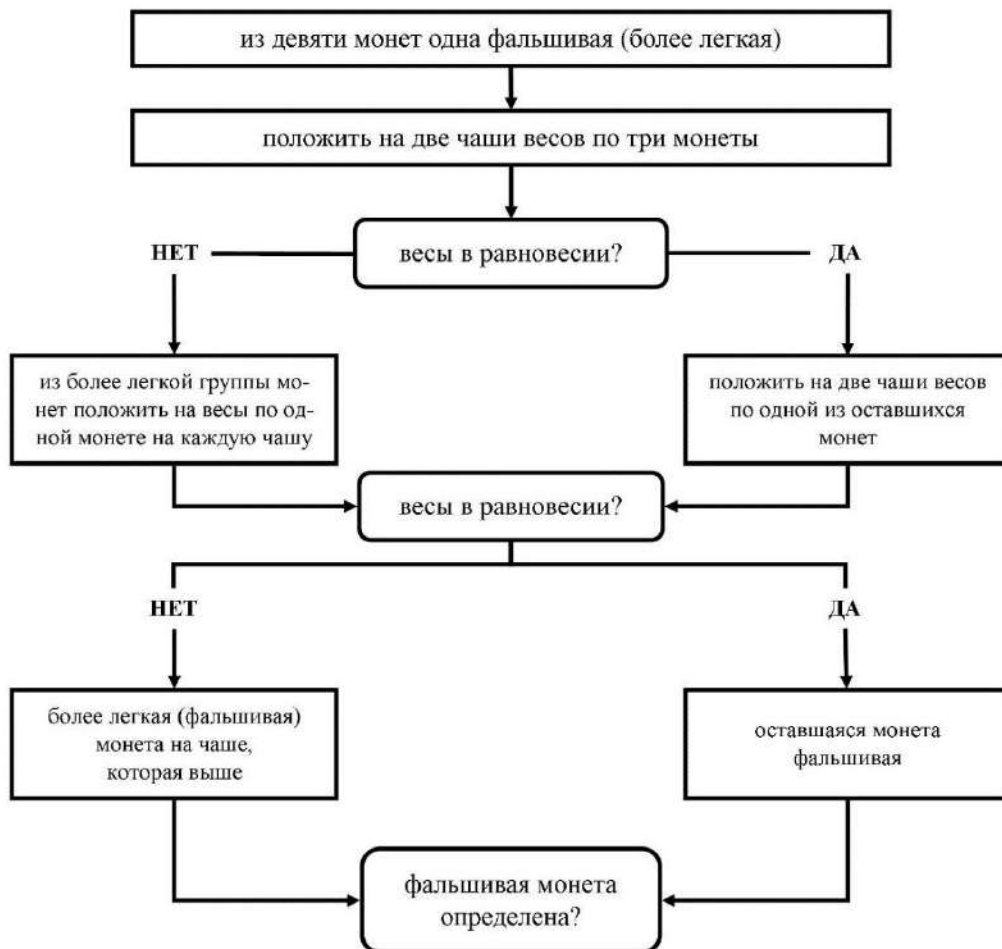 из девяти монет одна фальшивая (более легкая)
положить на две чаши весов по три монеты
весы в равновесии?
НЕТ
ДА
из более легкой группы мо-
нет положить на весы по од-
ной монете на каждую чашу
положить на две чаши весов
по одной из оставшихся
монет
весы в равновесии?
НЕТ
ДА
более легкая (фальшивая)
монета на чаше,
которая выше
оставшаяся монета
фальшивая
фальшивая монета
определена?